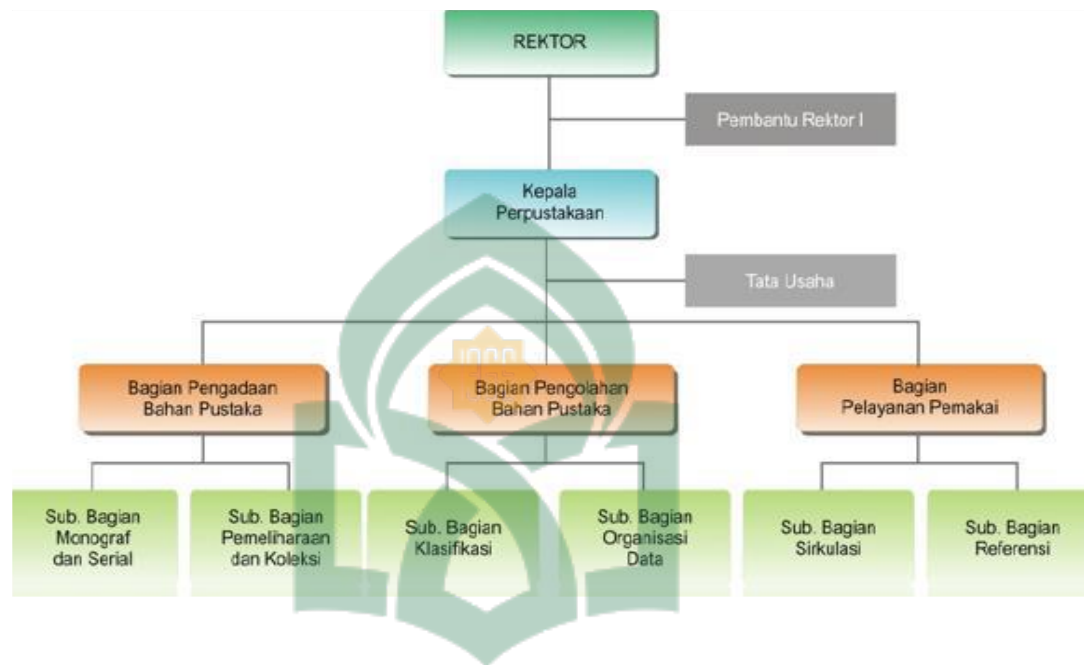 REKTOR
Pembantu Rektor I
Kepala
Perpustakaan
Tata Usaha
Bagian Pengadaan
Bahan Pustaka
Bagian Pengolahan
Bahan Pustaka
Bagian
Pelayanan Pemakai
Sub. Bagian
Monograf
dan Serial
Sub. Bagian
Pemeliharaan
dan Koleksi
Sub. Bagian
Klasifikasi
Sub. Bagian
Organisasi
Data
Sub. Bagian
Sirkulasi
Sub. Bagian
Referensi